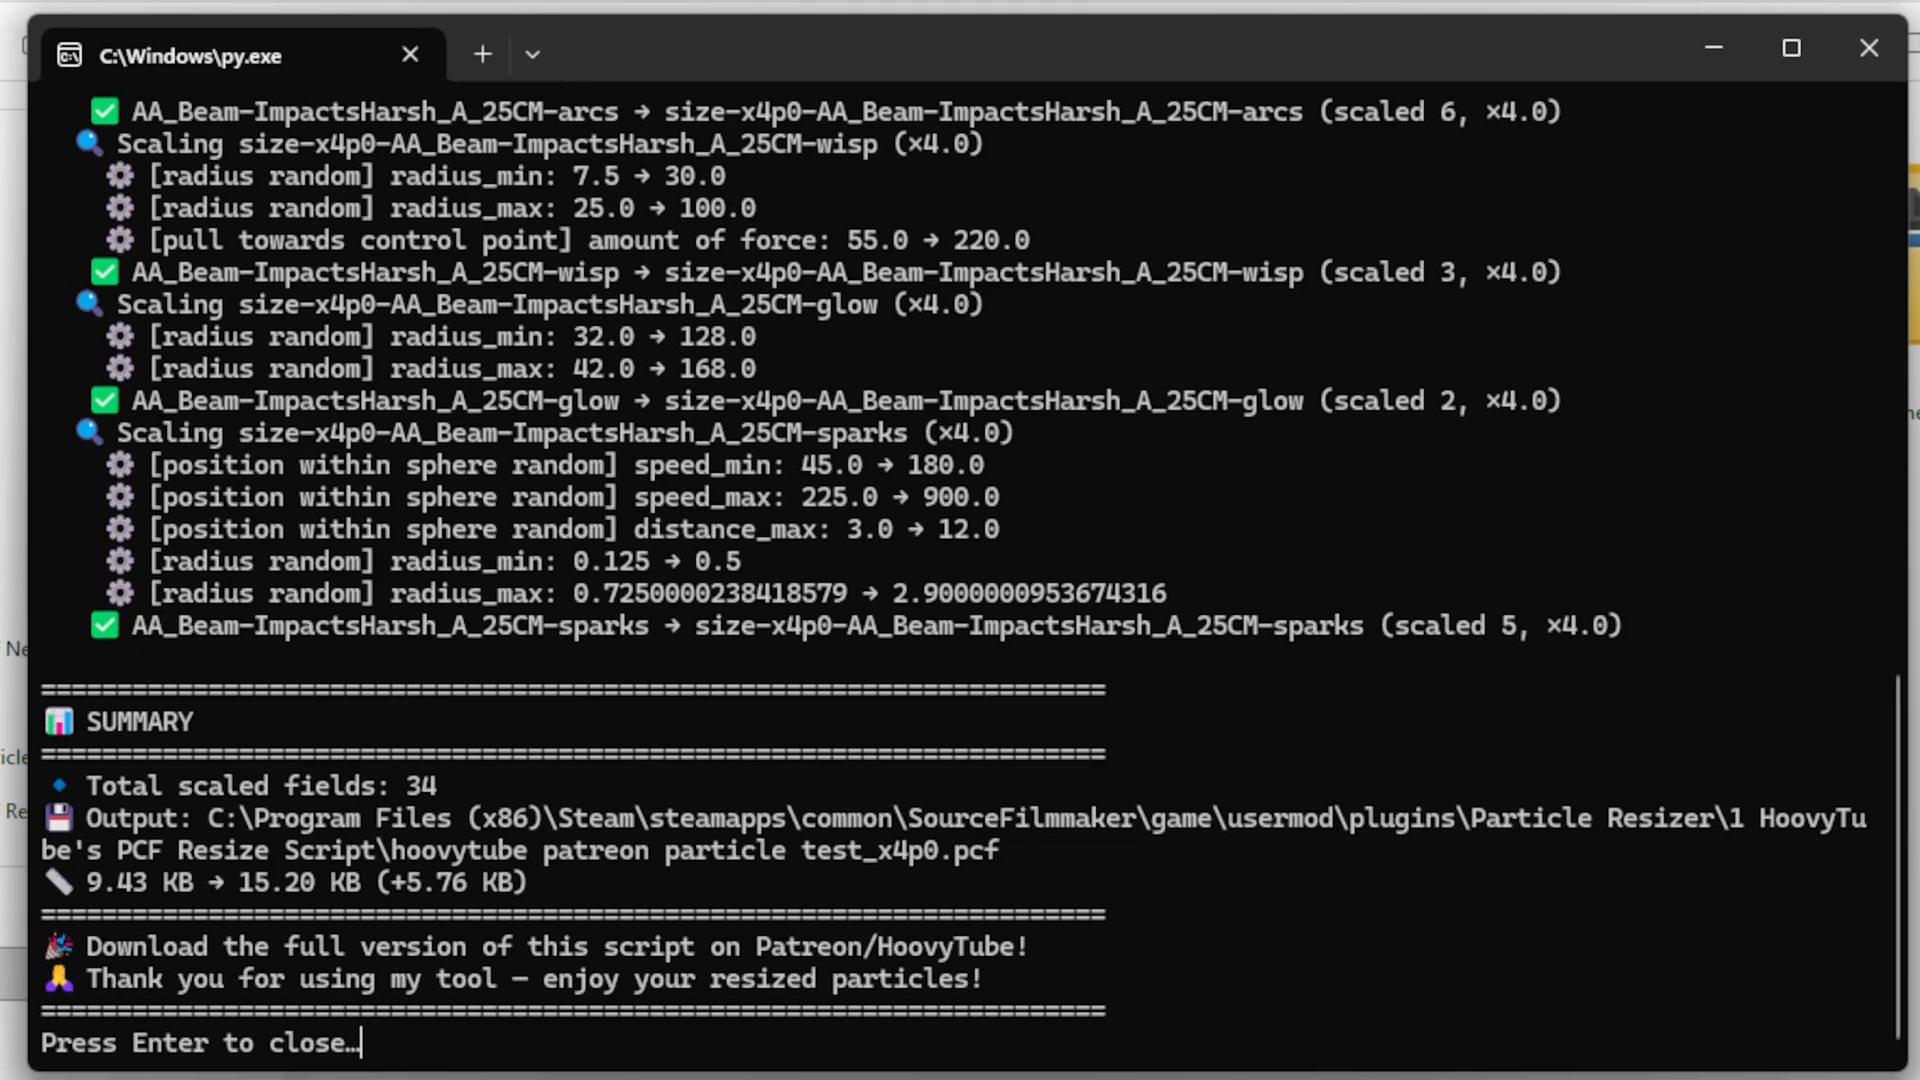 C:\Windows\py.exe
✅ AA_Beam-ImpactsHarsh_A_25CM-arcs → size-x4p0-AA_Beam-ImpactsHarsh_A_25CM-arcs (scaled 6, ×4.0)
🔍 Scaling size-x4p0-AA_Beam-ImpactsHarsh_A_25CM-wisp (×4.0)
⚙ [radius random] radius_min: 7.5 → 30.0
⚙ [radius random] radius_max: 25.0 → 100.0
⚙ [pull towards control point] amount of force: 55.0 → 220.0
✅ AA_Beam-ImpactsHarsh_A_25CM-wisp → size-x4p0-AA_Beam-ImpactsHarsh_A_25CM-wisp (scaled 3, ×4.0)
🔍 Scaling size-x4p0-AA_Beam-ImpactsHarsh_A_25CM-glow (×4.0)
⚙ [radius random] radius_min: 32.0 → 128.0
⚙ [radius random] radius_max: 42.0 → 168.0
✅ AA_Beam-ImpactsHarsh_A_25CM-glow → size-x4p0-AA_Beam-ImpactsHarsh_A_25CM-glow (scaled 2, ×4.0)
🔍 Scaling size-x4p0-AA_Beam-ImpactsHarsh_A_25CM-sparks (×4.0)
⚙ [position within sphere random] speed_min: 45.0 → 180.0
⚙ [position within sphere random] speed_max: 225.0 → 900.0
⚙ [position within sphere random] distance_max: 3.0 → 12.0
⚙ [radius random] radius_min: 0.125 → 0.5
⚙ [radius random] radius_max: 0.7250000238418579 → 2.9000000953674316
✅ AA_Beam-ImpactsHarsh_A_25CM-sparks → size-x4p0-AA_Beam-ImpactsHarsh_A_25CM-sparks (scaled 5, ×4.0)
======================================================================
📊 SUMMARY
======================================================================
🔹 Total scaled fields: 34
💾 Output: C:\Program Files (x86)\Steam\steamapps\common\SourceFilmmaker\game\usermod\plugins\Particle Resizer\1 HoovyTu
be's PCF Resize Script\hoovytube patreon particle test_x4p0.pcf
📏 9.43 KB → 15.20 KB (+5.76 KB)
======================================================================
🎉 Download the full version of this script on Patreon/HoovyTube!
🙏 Thank you for using my tool — enjoy your resized particles!
======================================================================
Press Enter to close…